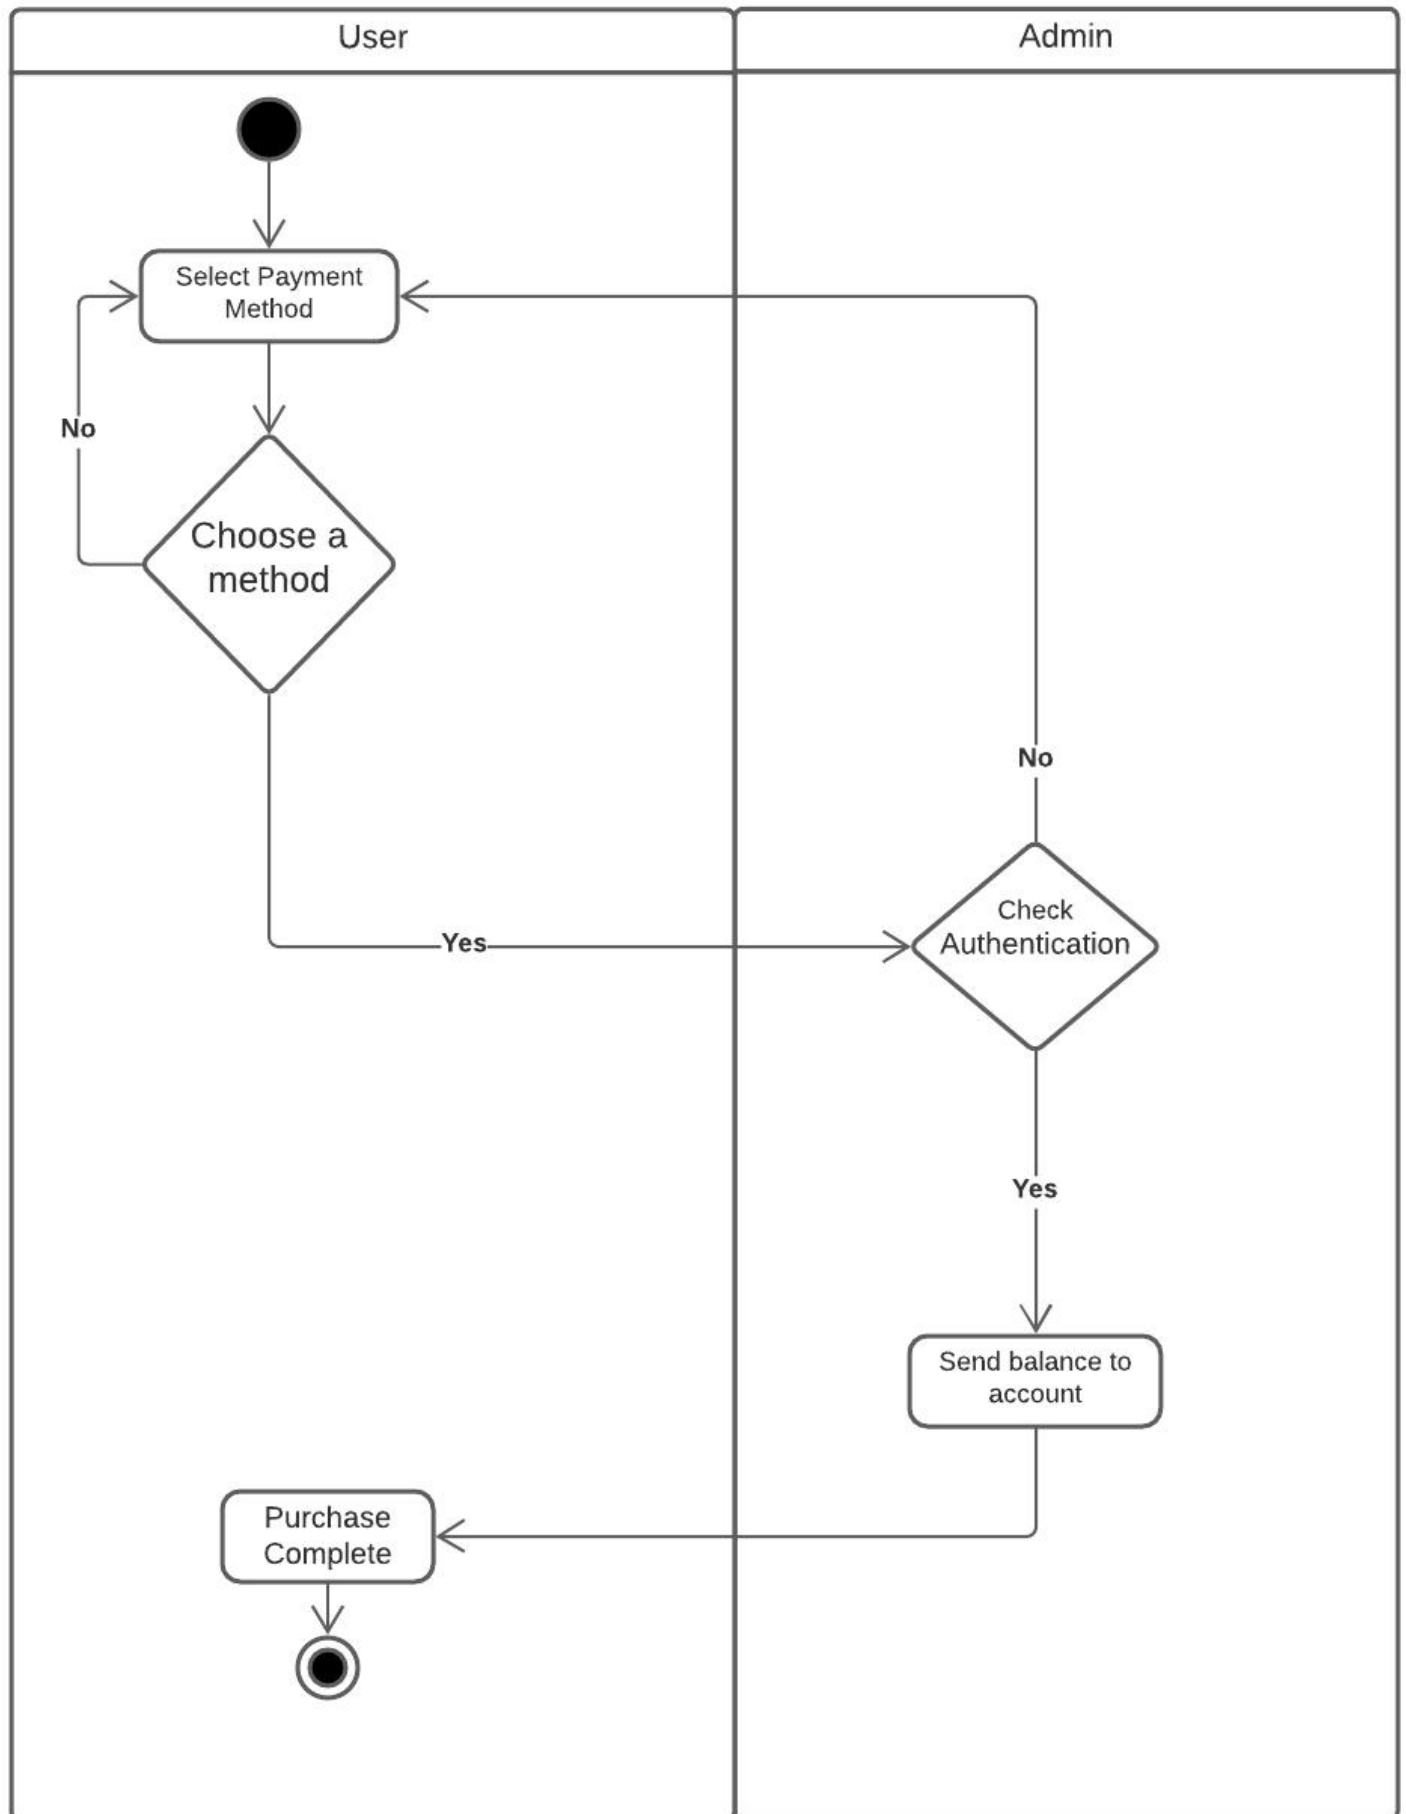 User
Admin
Select Payment
Method
No
Choose a
method
No
Check
Authentication
Yes
Yes
Send balance to
account
Purchase
Complete